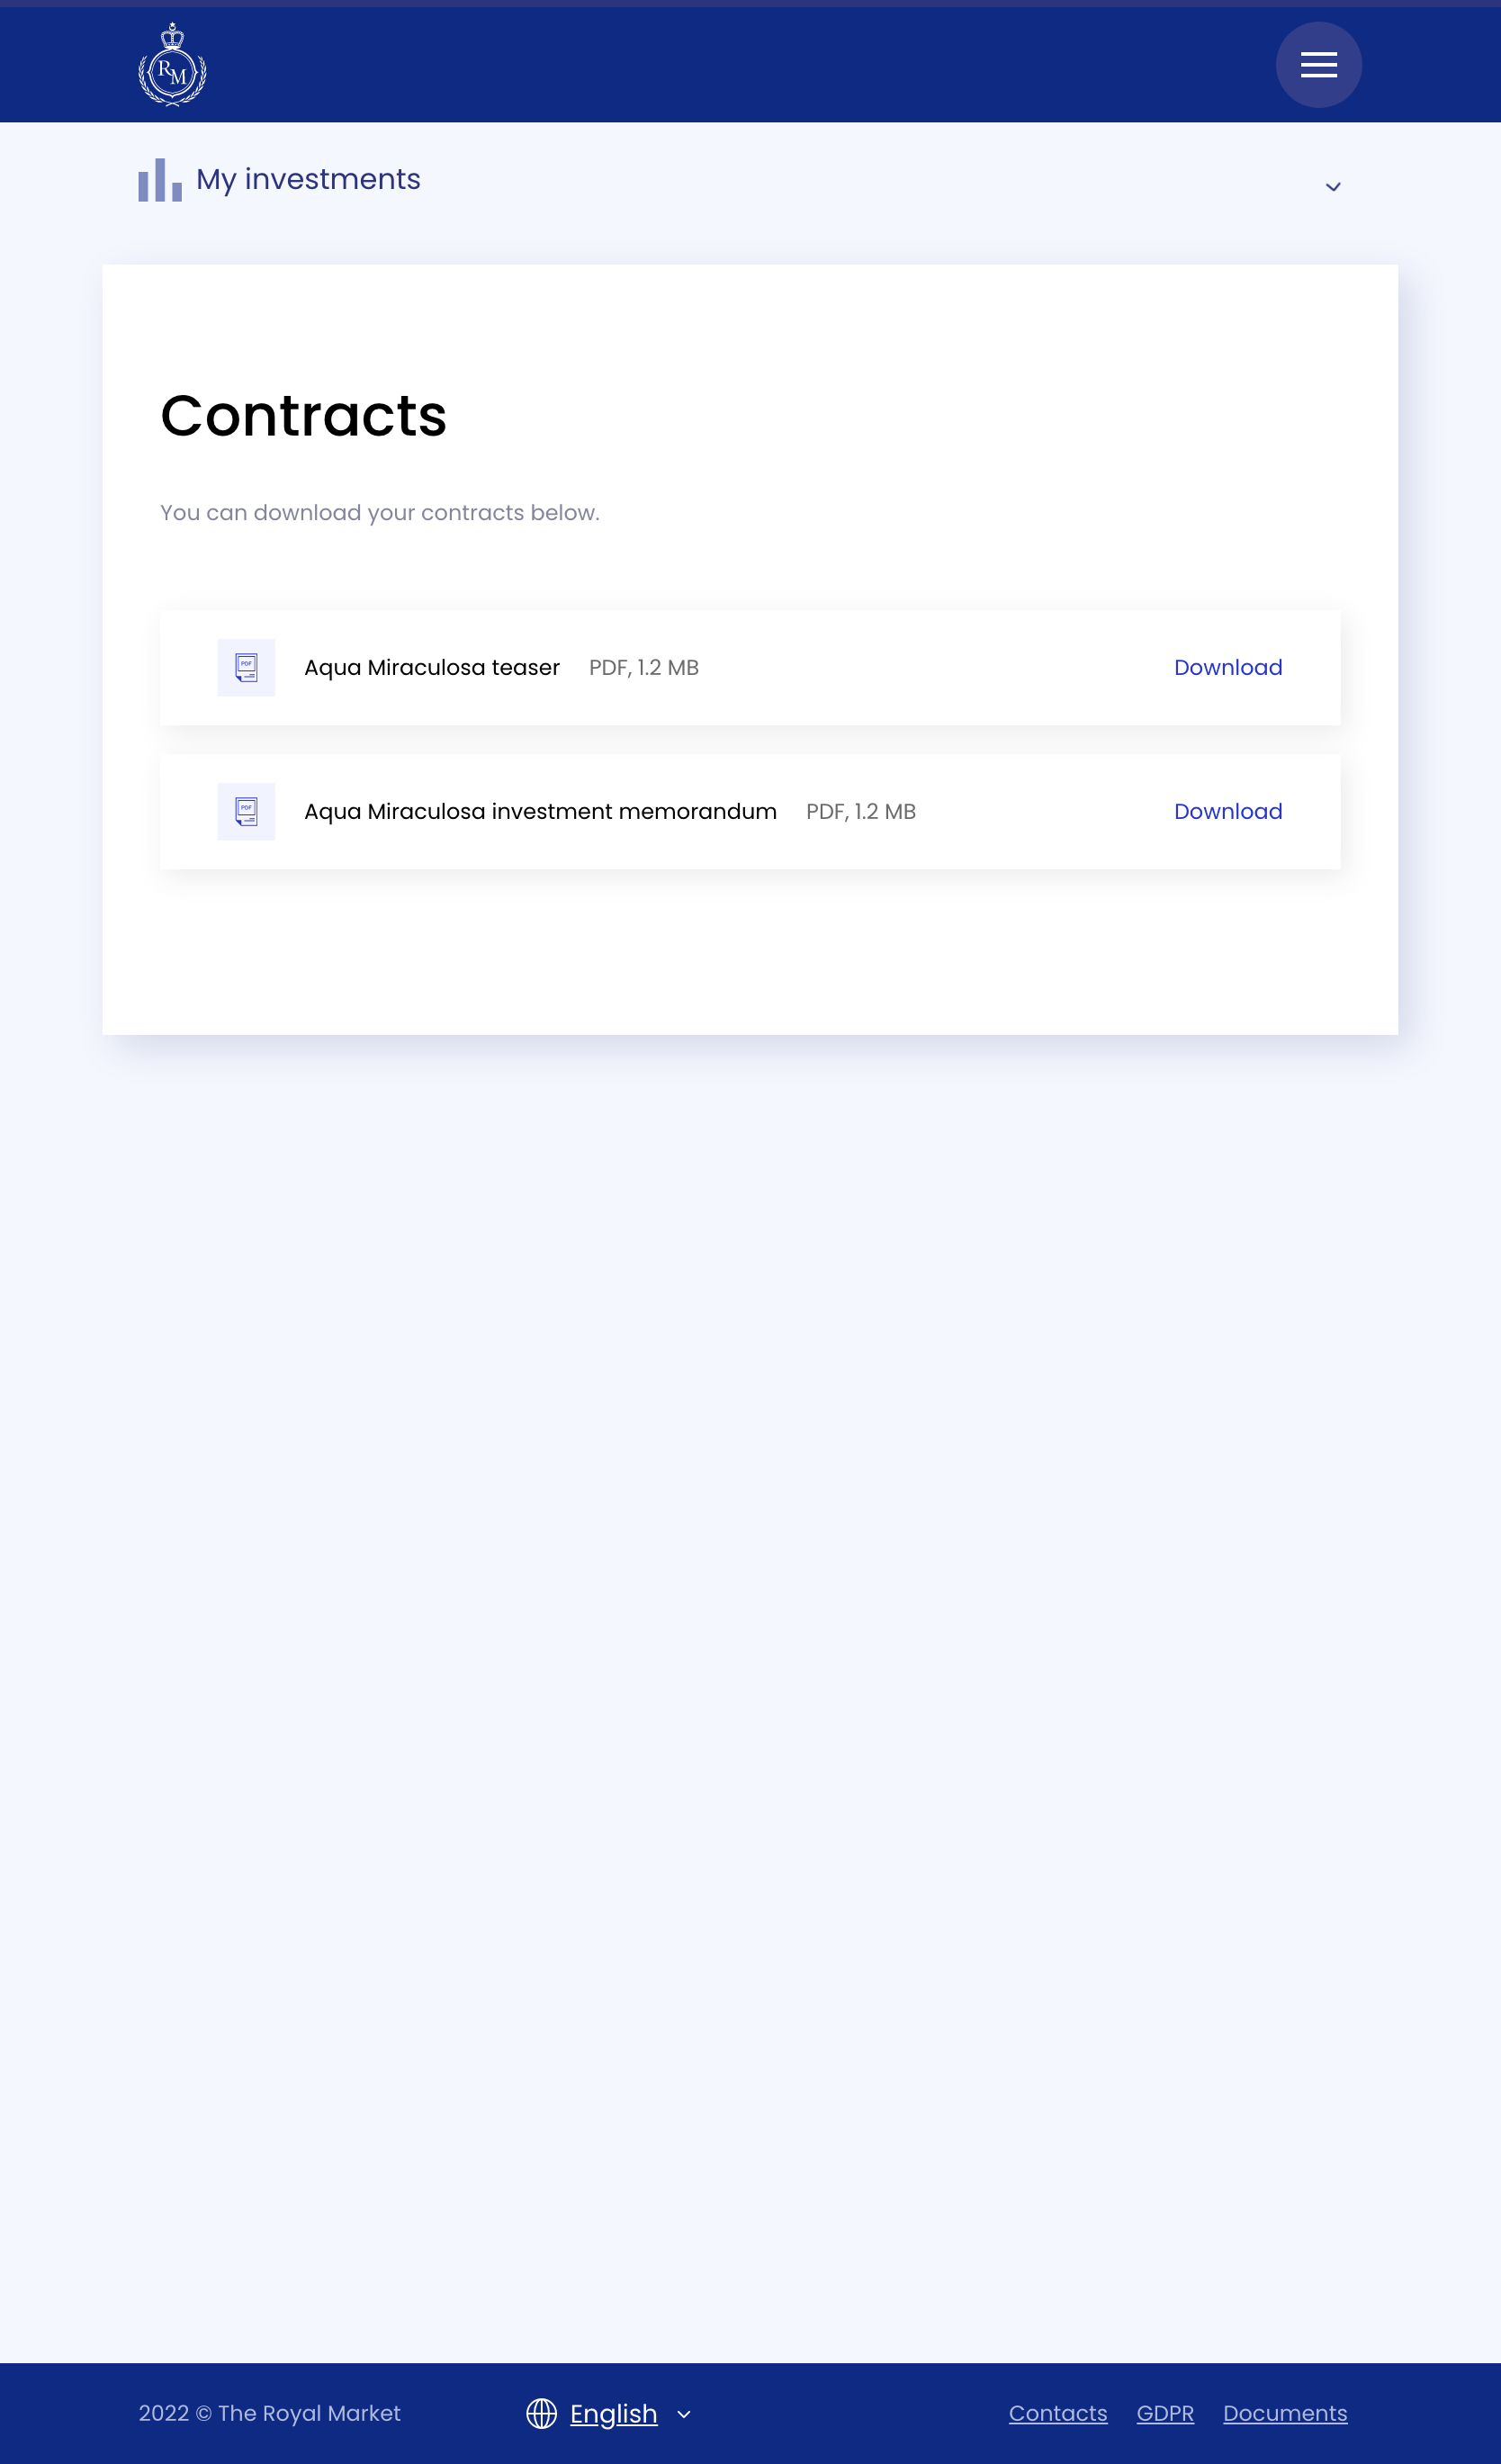 RM
My investments
Contracts
You can download your contracts below.
PDF Aqua Miraculosa teaser PDF, 1.2 MB Download
PDF Aqua Miraculosa investment memorandum PDF, 1.2 MB Download
2022 © The Royal Market English Contacts GDPR Documents